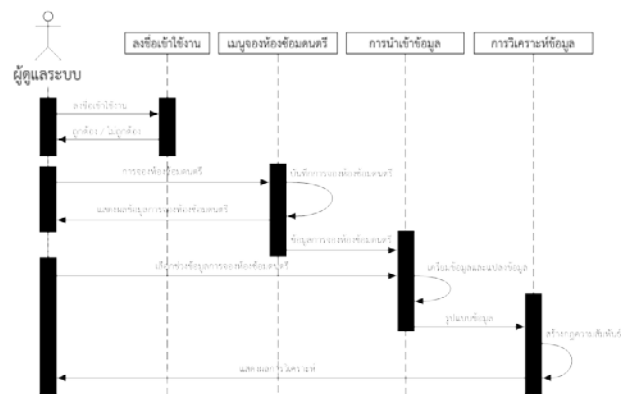 ลงชื่อเข้าใช้งาน
เมนูจองห้องซ้อมดนตรี
การนำเข้าข้อมูล
การวิเคราะห์ข้อมูล
ผู้ดูแลระบบ
ลงชื่อเข้าใช้งาน
ถูกต้อง / ไม่ถูกต้อง
การจองห้องซ้อมดนตรี
บันทึกการจองห้องซ้อมดนตรี
แสดงผลข้อมูลการจองห้องซ้อมดนตรี
ข้อมูลการจองห้องซ้อมดนตรี
เลือกช่วงข้อมูลการจองห้องซ้อมดนตรี
เตรียมข้อมูลและแปลงข้อมูล
รูปแบบข้อมูล
สร้างกฎความสัมพันธ์
แสดงผลการวิเคราะห์